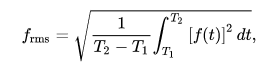 f_rms = √( 1/(T₂ − T₁) ∫_{T₁}^{T₂} [f(t)]² dt ),